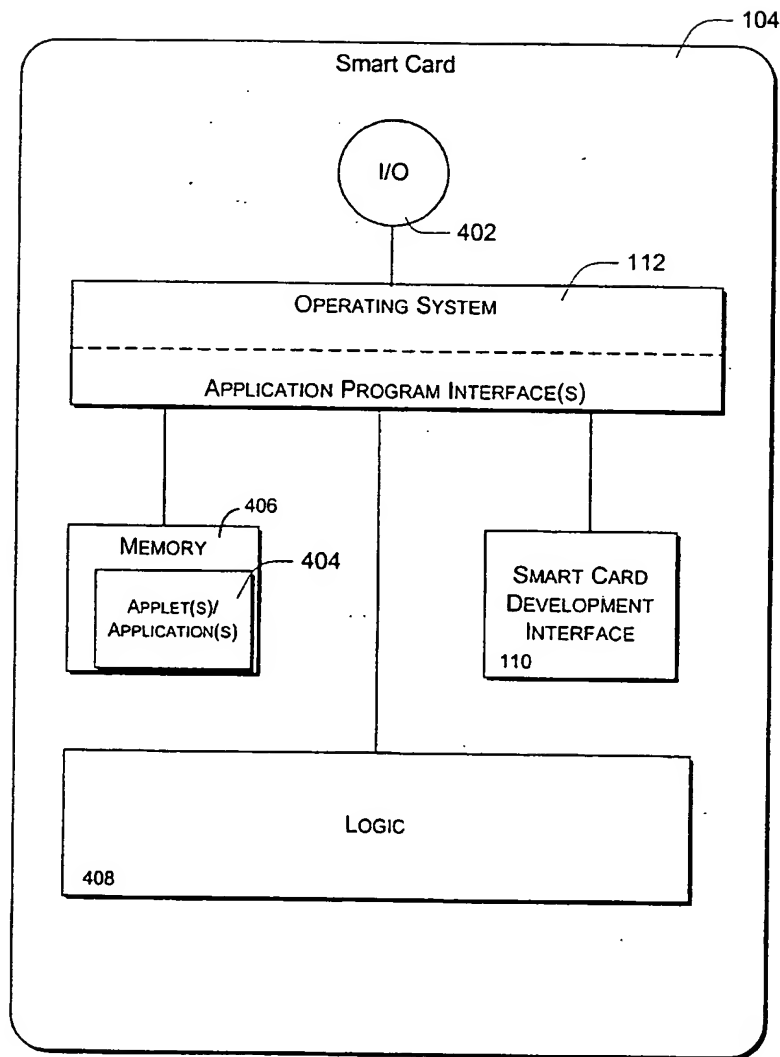 104
Smart Card
I/O
402
112
OPERATING SYSTEM
APPLICATION PROGRAM INTERFACE(S)
406
MEMORY
404
APPLET(S)/
APPLICATION(S)
SMART CARD
DEVELOPMENT
INTERFACE
110
LOGIC
408